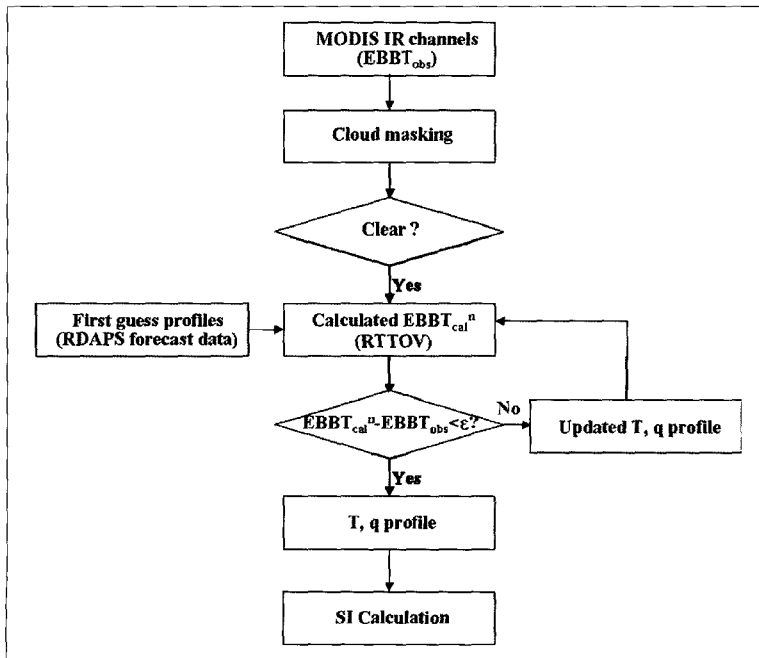 MODIS IR channels
(EBBTobs)
Cloud masking
Clear ?
Yes
First guess profiles
(RDAPS forecast data)
Calculated EBBTcalⁿ
(RTTOV)
EBBTcalⁿ-EBBTobs<ε?
No
Updated T, q profile
Yes
T, q profile
SI Calculation